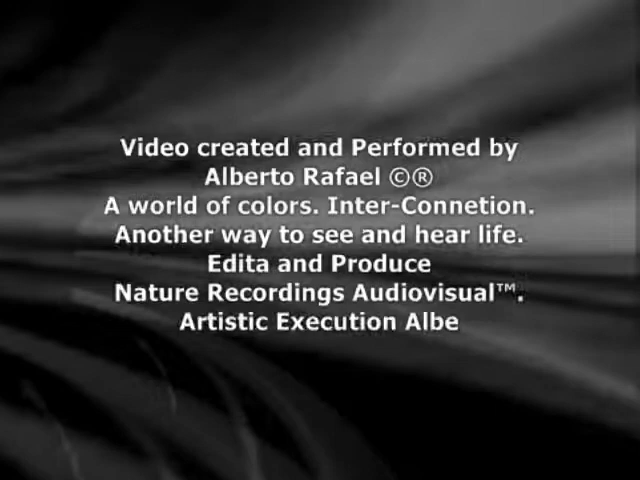 Video created and Performed by
Alberto Rafael ©®
A world of colors. Inter-Connetion.
Another way to see and hear life.
Edita and Produce
Nature Recordings Audiovisual™.
Artistic Execution Albe